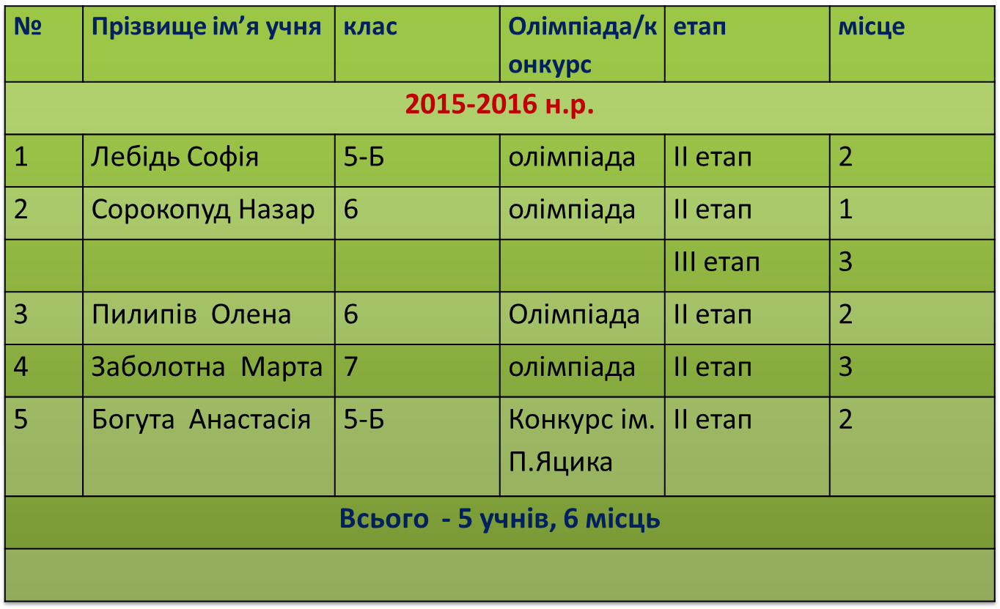 № Прізвище ім’я учня клас Олімпіада/к етап місце
онкурс
2015-2016 н.р.
1 Лебідь Софія 5-Б олімпіада ІІ етап 2
2 Сорокопуд Назар 6 олімпіада ІІ етап 1
ІІІ етап 3
3 Пилипів Олена 6 Олімпіада ІІ етап 2
4 Заболотна Марта 7 олімпіада ІІ етап 3
5 Богута Анастасія 5-Б Конкурс ім. ІІ етап 2
П.Яцика
Всього - 5 учнів, 6 місць